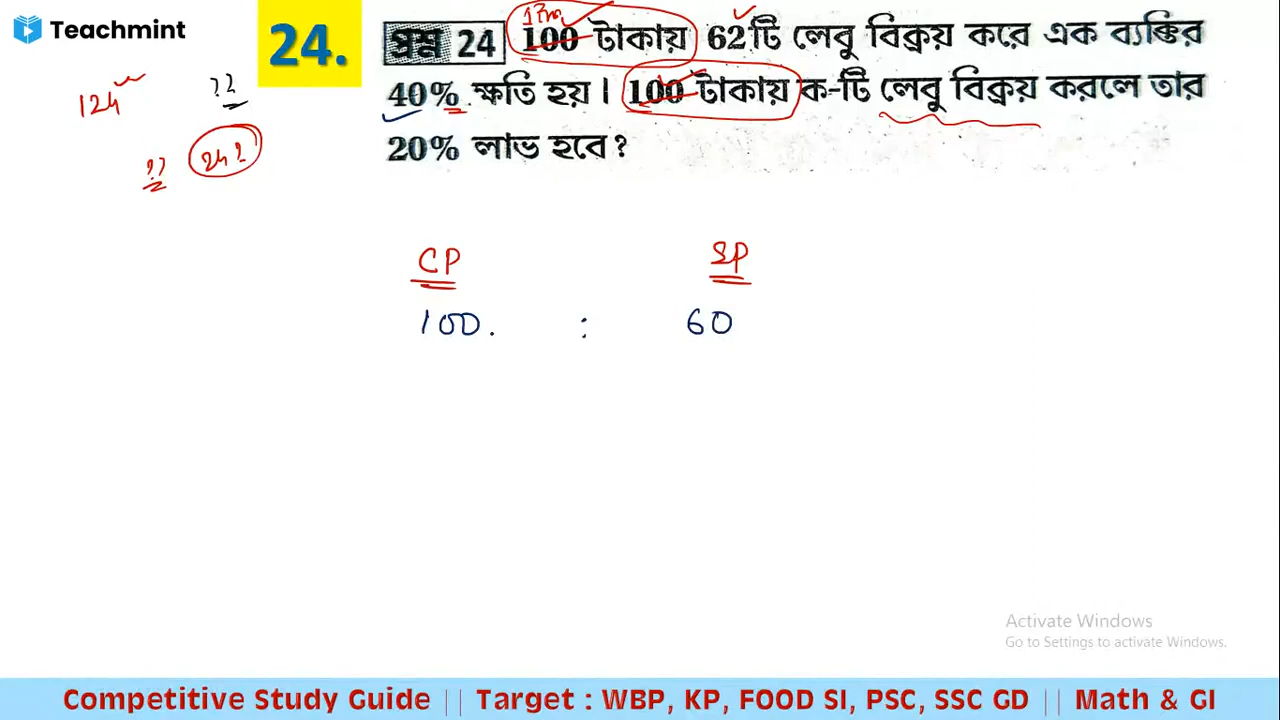 Teachmint
24.
প্রশ্ন 24 100 টাকায় 62টি লেবু বিক্রয় করে এক ব্যক্তির
40% ক্ষতি হয়। 100 টাকায় ক-টি লেবু বিক্রয় করলে তার
20% লাভ হবে?
124
??
??
24?
CP SP
100. : 60
Activate Windows
Go to Settings to activate Windows.
Competitive Study Guide || Target : WBP, KP, FOOD SI, PSC, SSC GD || Math & GI